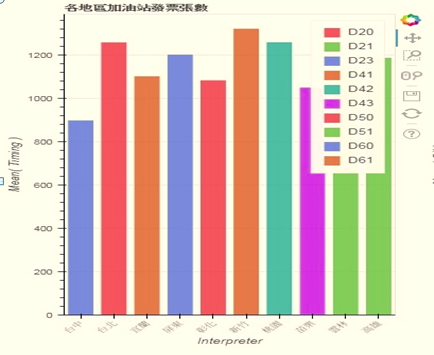 各地區加油站發票張數
D20
D21
D23
D41
D42
D43
D50
D51
D60
D61
1200
1000
800
600
400
200
0
Mean( Timing )
台中
台北
宜蘭
屏東
彰化
新竹
桃園
苗栗
雲林
高雄
Interpreter